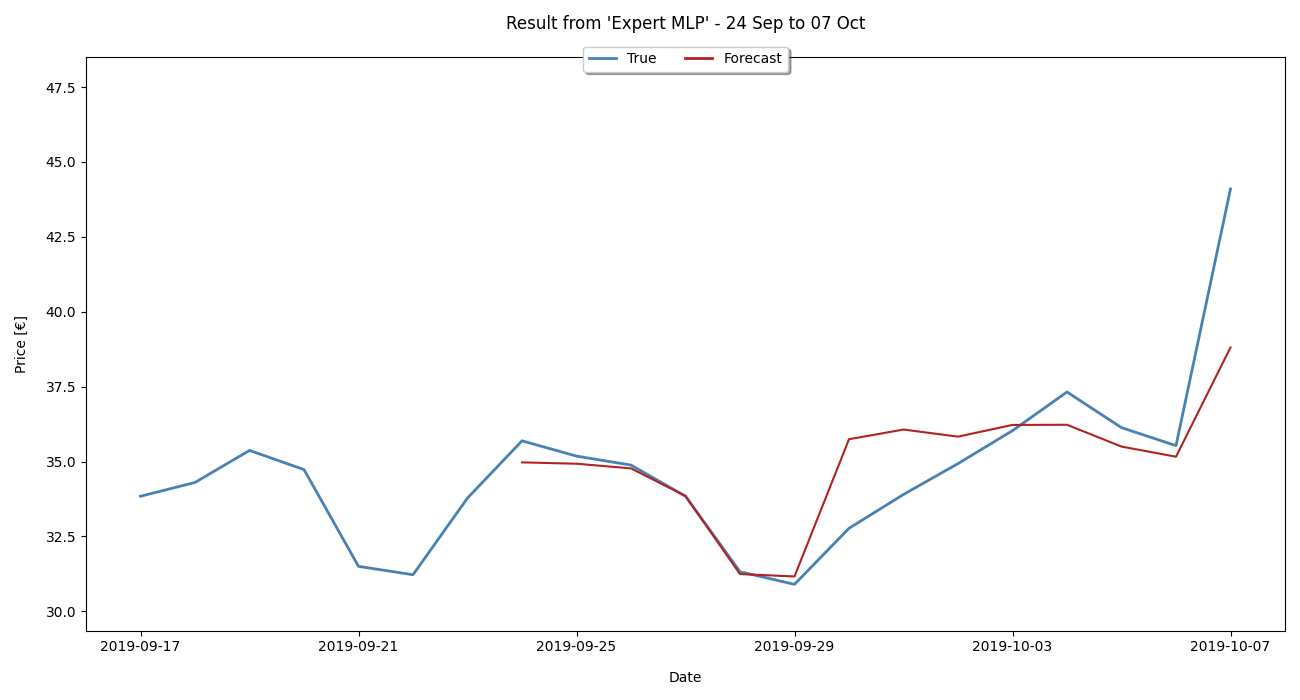 Result from 'Expert MLP' - 24 Sep to 07 Oct
True
Forecast
47.5
45.0
42.5
40.0
37.5
35.0
32.5
30.0
Price [€]
2019-09-17
2019-09-21
2019-09-25
2019-09-29
2019-10-03
2019-10-07
Date